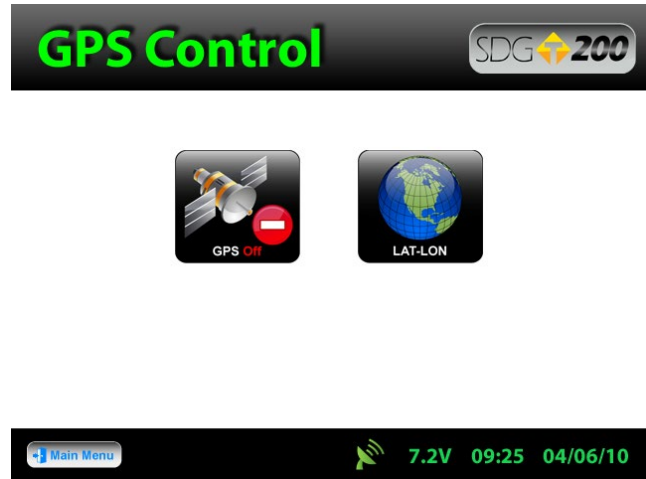 GPS Control
SDG T 200
GPS Off
LAT-LON
Main Menu
7.2V 09:25 04/06/10